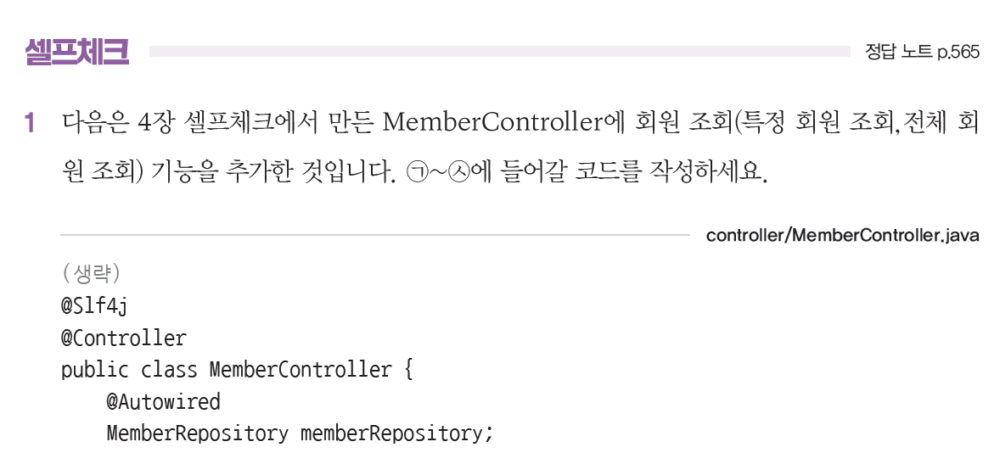 셀프체크
정답 노트 p.565
1 다음은 4장 셀프체크에서 만든 MemberController에 회원 조회(특정 회원 조회, 전체 회
원 조회) 기능을 추가한 것입니다. ㉠~㉦에 들어갈 코드를 작성하세요.
controller/MemberController.java
(생략)
@Slf4j
@Controller
public class MemberController {
    @Autowired
    MemberRepository memberRepository;